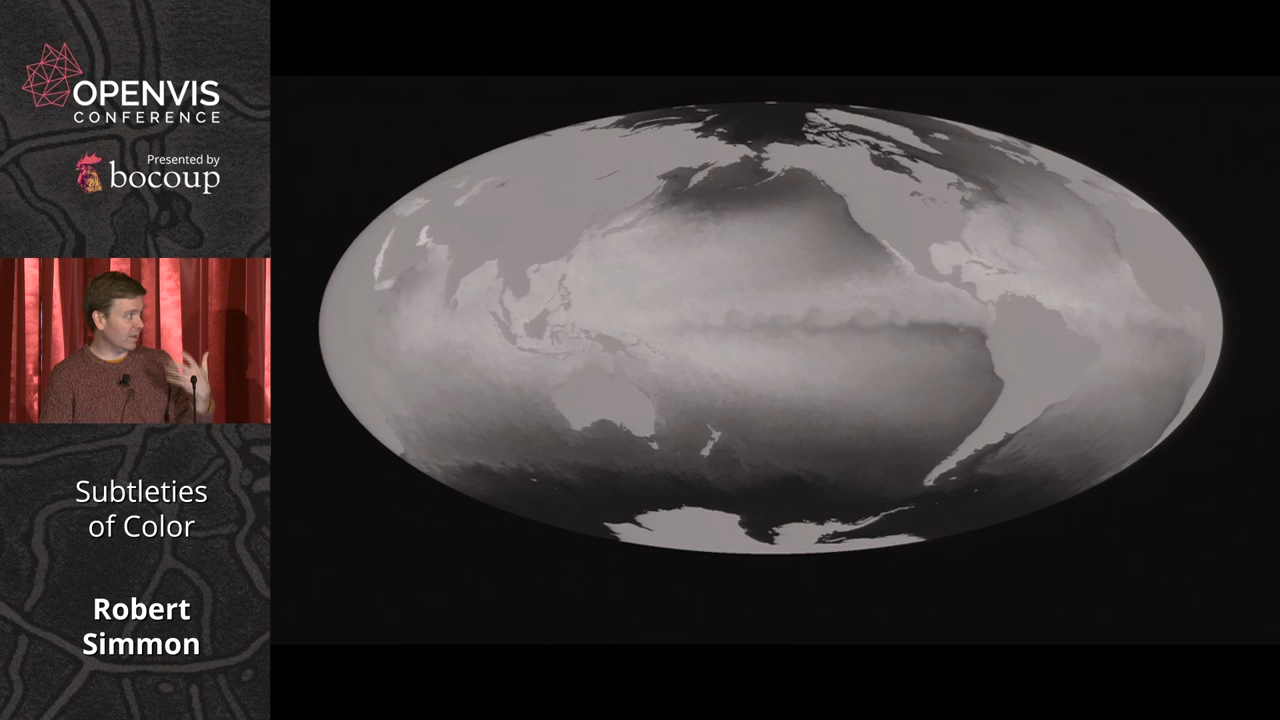 OPENVIS
CONFERENCE
Presented by
bocoup
Subtleties
of Color
Robert
Simmon